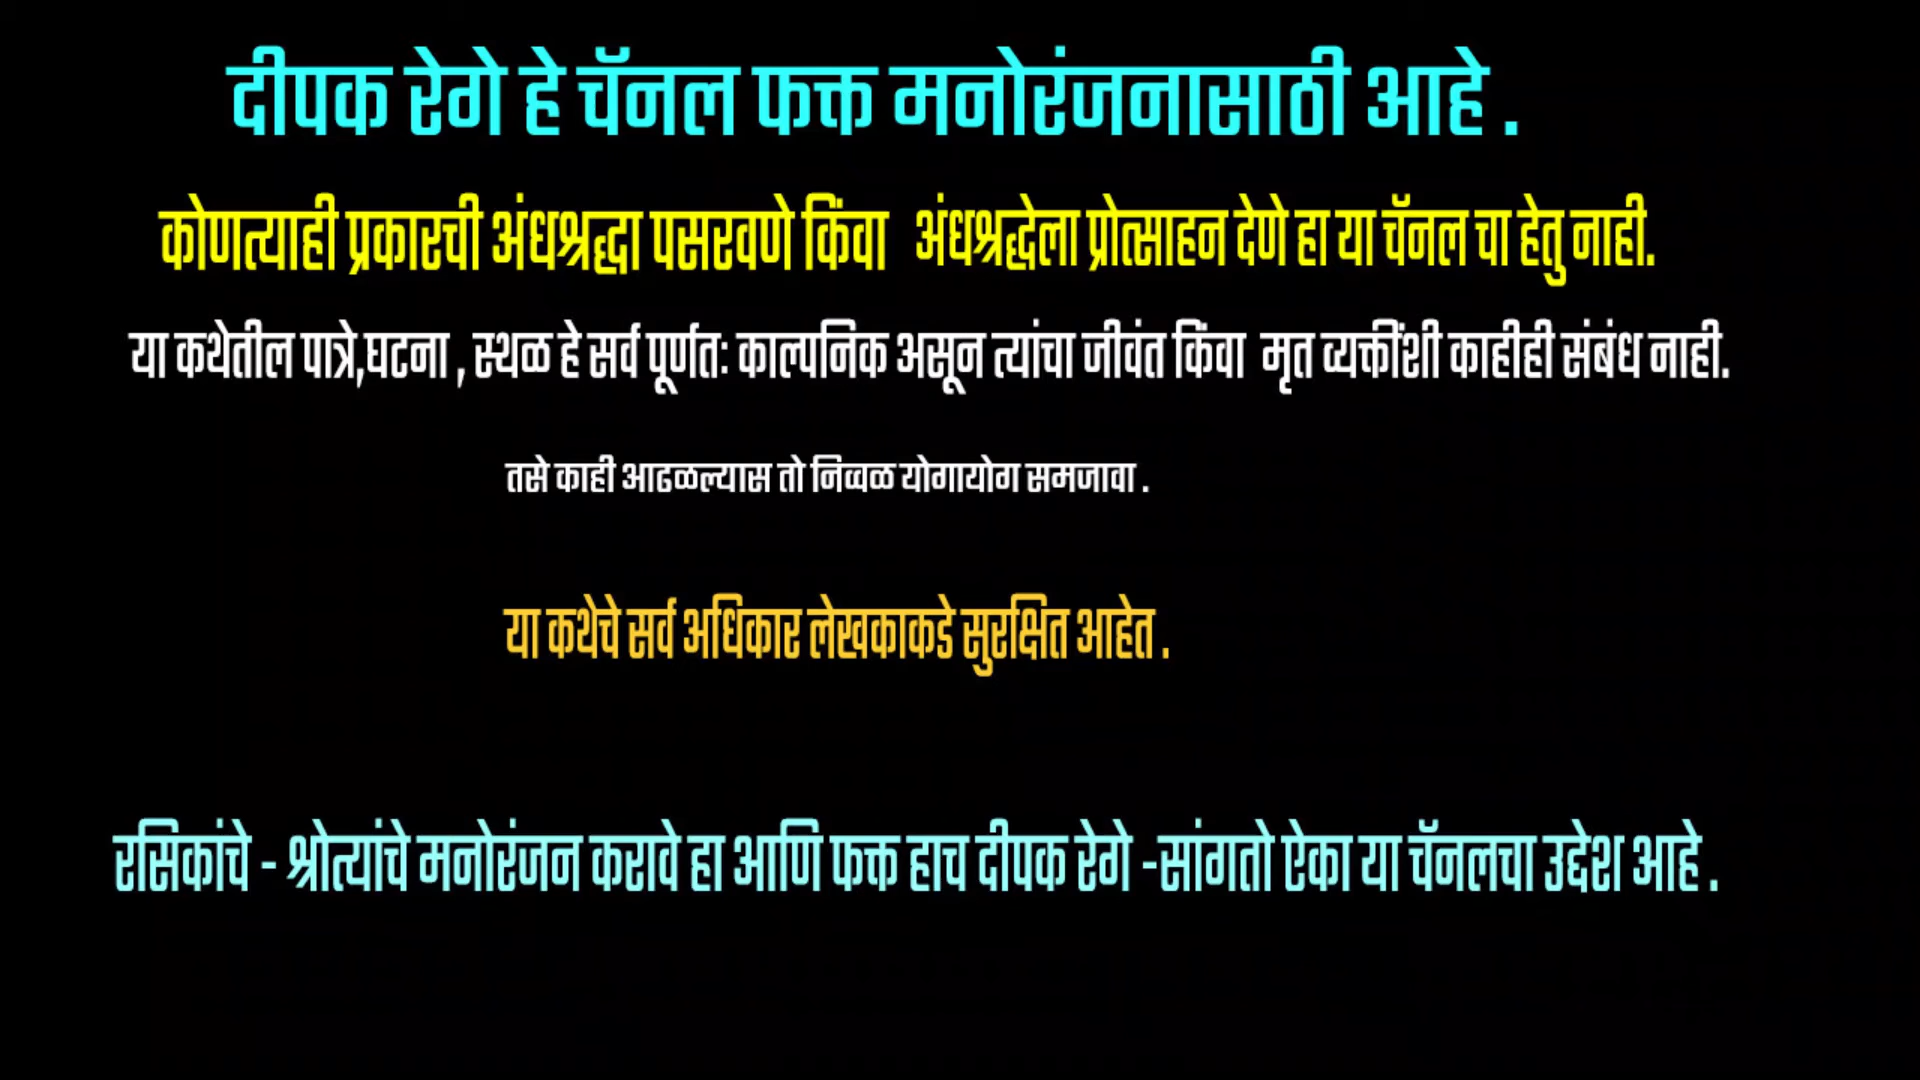 दीपक रेगे हे चॅनल फक्त मनोरंजनासाठी आहे .
कोणत्याही प्रकारची अंधश्रद्धा पसरवणे किंवा अंधश्रद्धेला प्रोत्साहन देणे हा या चॅनल चा हेतु नाही.
या कथेतील पात्रे,घटना , स्थळ हे सर्व पूर्णतः काल्पनिक असून त्यांचा जीवंत किंवा मृत व्यक्तींशी काहीही संबंध नाही.
तसे काही आढळल्यास तो निव्वळ योगायोग समजावा .
या कथेचे सर्व अधिकार लेखकाकडे सुरक्षित आहेत .
रसिकांचे - श्रोत्यांचे मनोरंजन करावे हा आणि फक्त हाच दीपक रेगे -सांगतो ऐका या चॅनलचा उद्देश आहे .